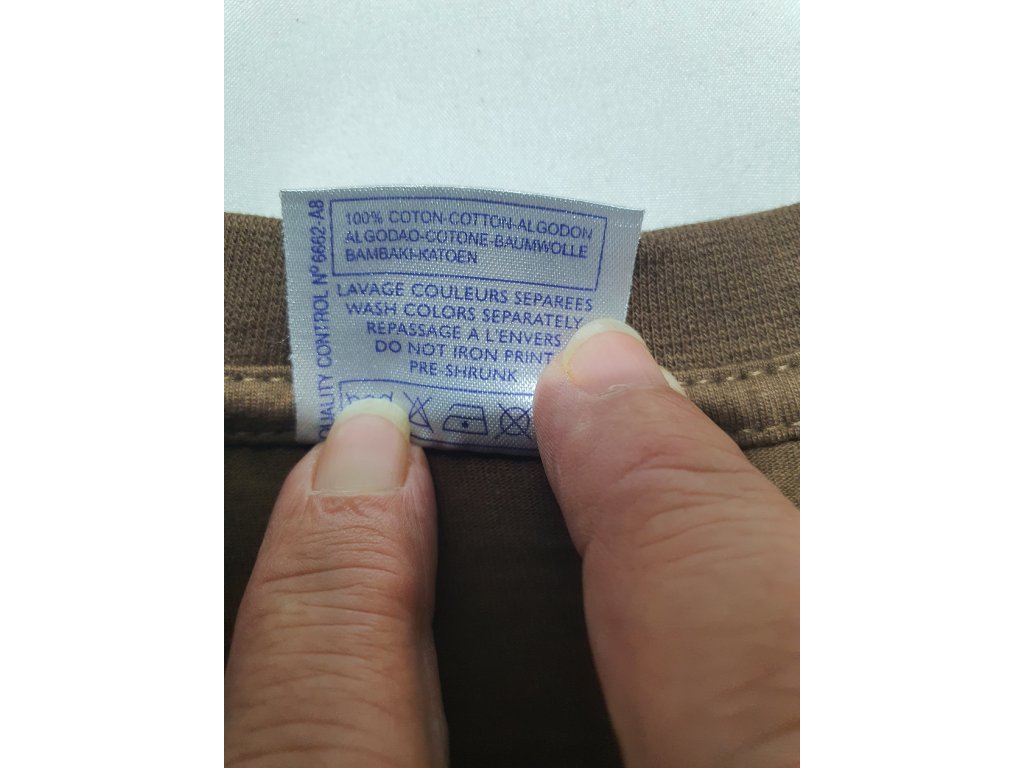 100% COTON-COTTON-ALGODON
ALGODAO-COTONE-BAUMWOLLE
BAMBAKI-KATOEN
LAVAGE COULEURS SEPAREES
WASH COLORS SEPARATELY
REPASSAGE A L'ENVERS
DO NOT IRON PRINT
PRE-SHRUNK
QUALITY CONTROL Nº 6662-A8